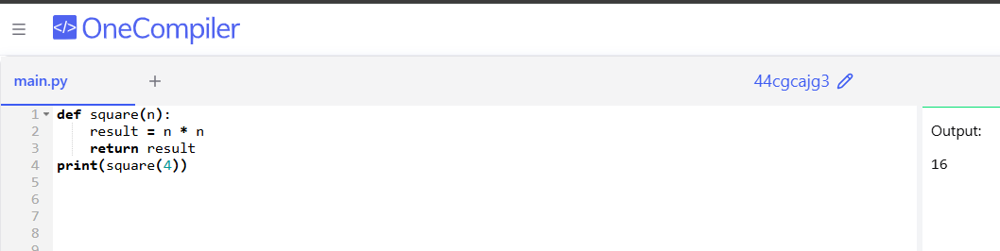 </> OneCompiler
main.py +
44cgcajg3
1 def square(n):
2     result = n * n
3     return result
4 print(square(4))
5
6
7
8
9
Output:
16